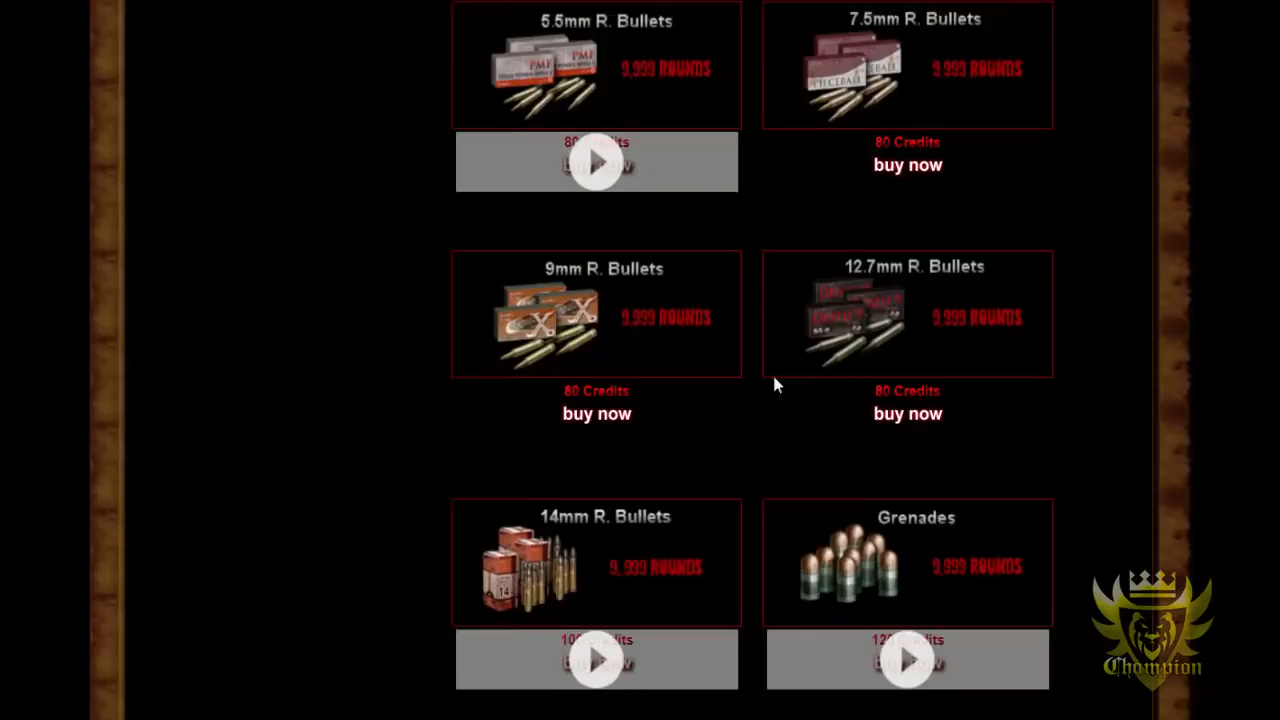 5.5mm R. Bullets
9,999 ROUNDS
7.5mm R. Bullets
9,999 ROUNDS
80 Credits
buy now
9mm R. Bullets
9,999 ROUNDS
80 Credits
buy now
12.7mm R. Bullets
9,999 ROUNDS
80 Credits
buy now
14mm R. Bullets
9,999 ROUNDS
Grenades
9,999 ROUNDS
Champion